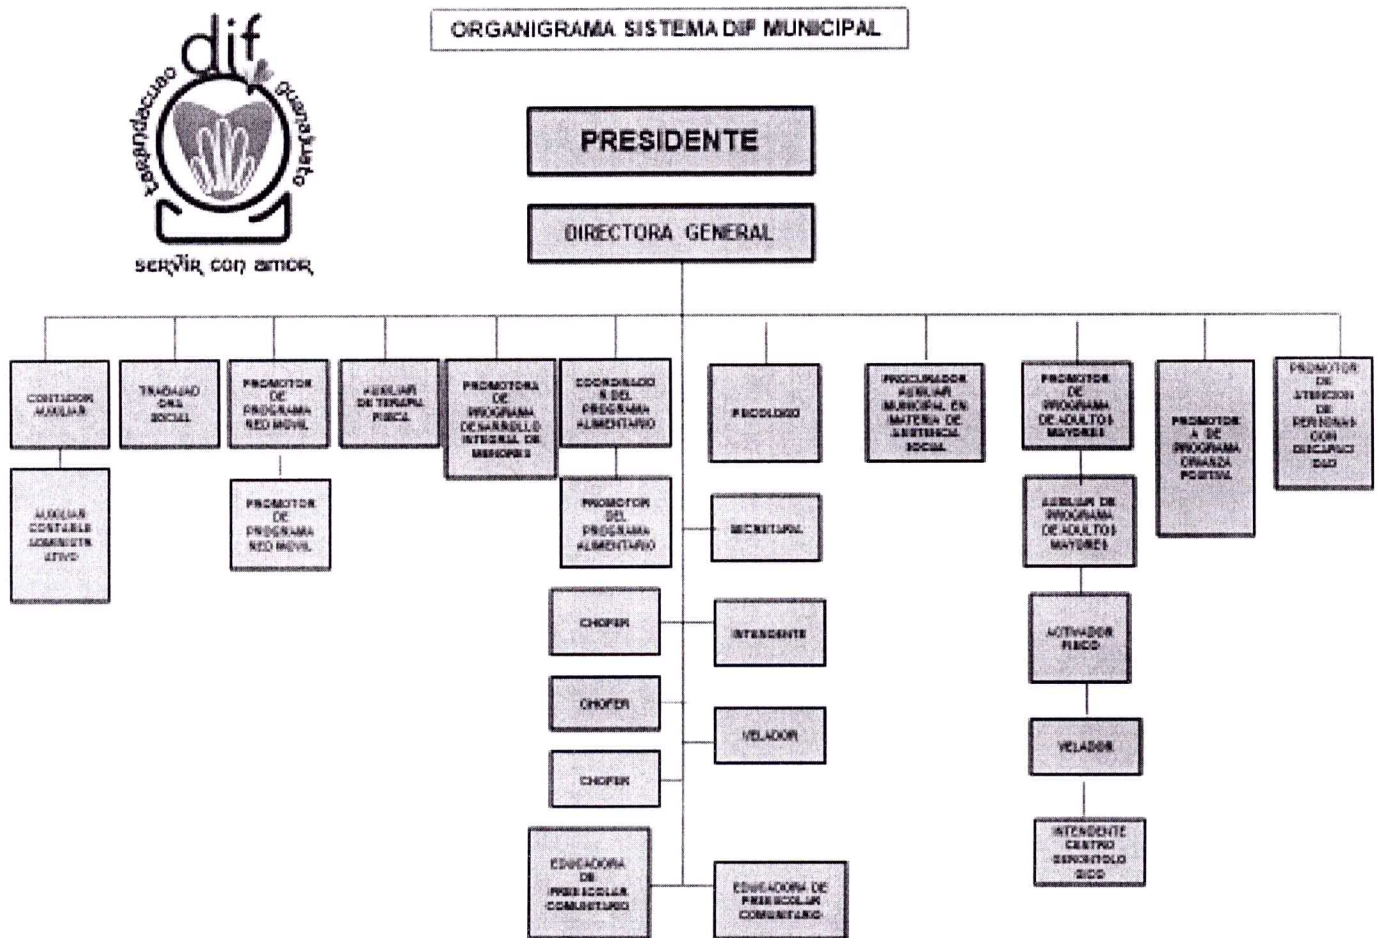 ORGANIGRAMA SISTEMA DIF MUNICIPAL
dif
tarandacuao
guanajuato
servir con amor
PRESIDENTE
DIRECTORA GENERAL
CONTADOR
AUXILIAR
TRABAJAD
ORA
SOCIAL
PROMOTOR
DE
PROGRAMA
RED MOVIL
AUXILIAR
DE TERAPIA
FISICA
PROMOTORA
DE
PROGRAMA
DESARROLLO
INTEGRAL DE
MENORES
COORDINADO
R DEL
PROGRAMA
ALIMENTARIO
PSICOLOGO
PROCURADOR
AUXILIAR
MUNICIPAL EN
MATERIA DE
ASISTENCIA
SOCIAL
PROMOTOR
DE
PROGRAMA
DE ADULTOS
MAYORES
PROMOTOR
A DE
PROGRAMA
CRIANZA
POSITIVA
PROMOTOR
DE
ATENCION
DE
PERSONAS
CON
DISCAPACI
DAD
AUXILIAR
CONTABLE
ADMINISTR
ATIVO
PROMOTOR
DE
PROGRAMA
RED MOVIL
PROMOTOR
DEL
PROGRAMA
ALIMENTARIO
SECRETARIA
AUXILIAR DE
PROGRAMA
DE ADULTOS
MAYORES
CHOFER
INTENDENTE
ACTIVADOR
FISICO
CHOFER
VELADOR
VELADOR
CHOFER
INTENDENTE
CENTRO
GERONTOLO
GICO
EDUCADORA
DE
PREESCOLAR
COMUNITARIO
EDUCADORA DE
PREESCOLAR
COMUNITARIO